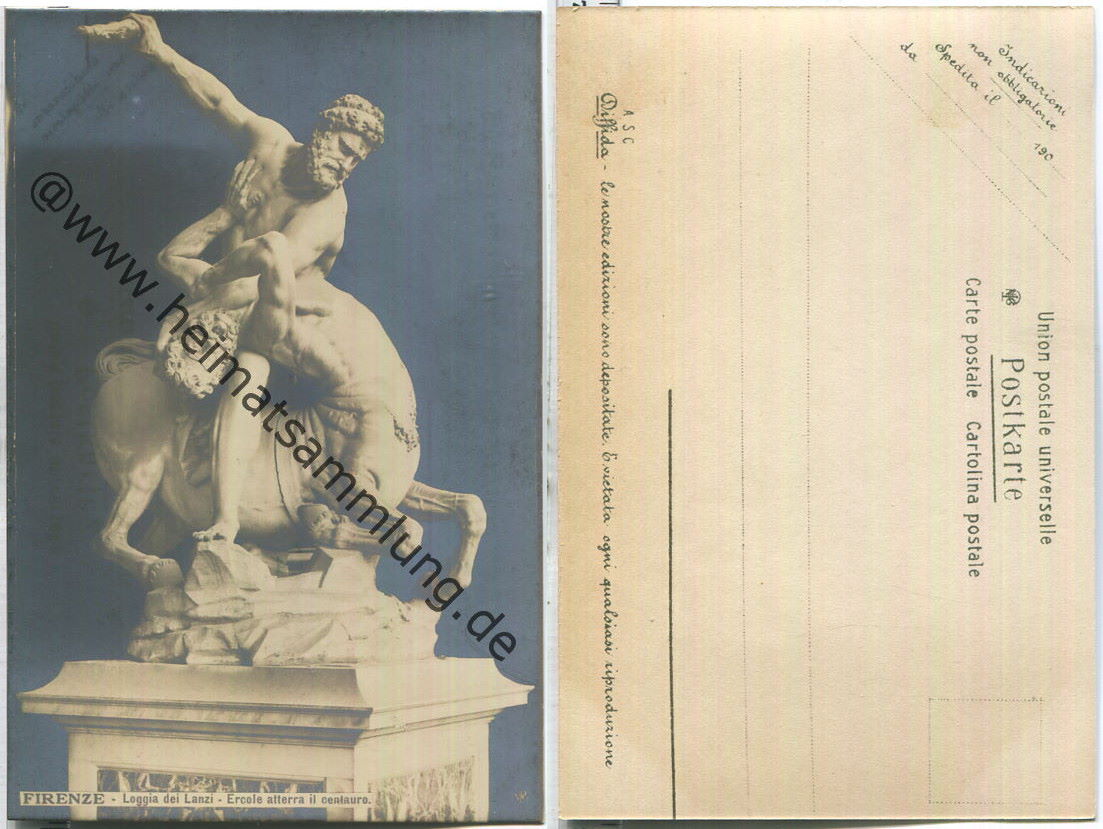 @www.heimatsammlung.de
FIRENZE - Loggia dei Lanzi - Ercole atterra il centauro.
Indicazioni
non obbligatorie
Spedita il 190
da
Union postale universelle
Postkarte
Carte postale Cartolina postale
A S C
Diffida - le nostre edizioni sono depositate. È vietata ogni qualsiasi riproduzione